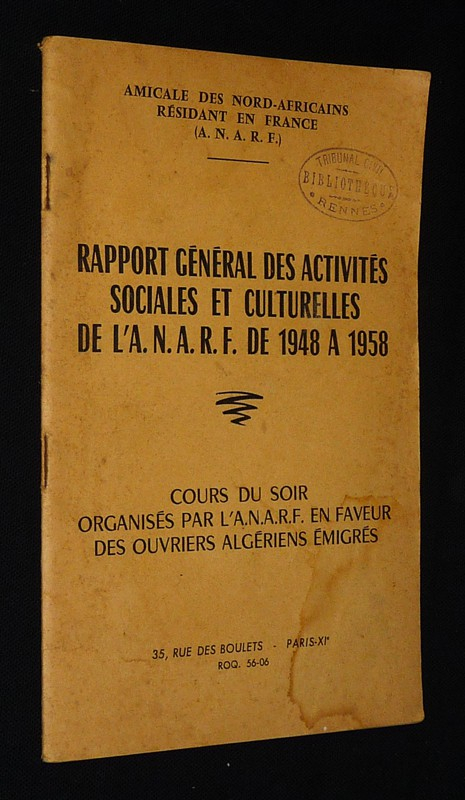 AMICALE DES NORD-AFRICAINS
RÉSIDANT EN FRANCE
(A. N. A. R. F.)
TRIBUNAL CIVIL
BIBLIOTHÈQUE
RENNES
RAPPORT GÉNÉRAL DES ACTIVITÉS
SOCIALES ET CULTURELLES
DE L'A. N. A. R. F. DE 1948 A 1958
COURS DU SOIR
ORGANISÉS PAR L'A.N.A.R.F. EN FAVEUR
DES OUVRIERS ALGÉRIENS ÉMIGRÉS
35, RUE DES BOULETS - PARIS-XIe
ROQ. 56-06